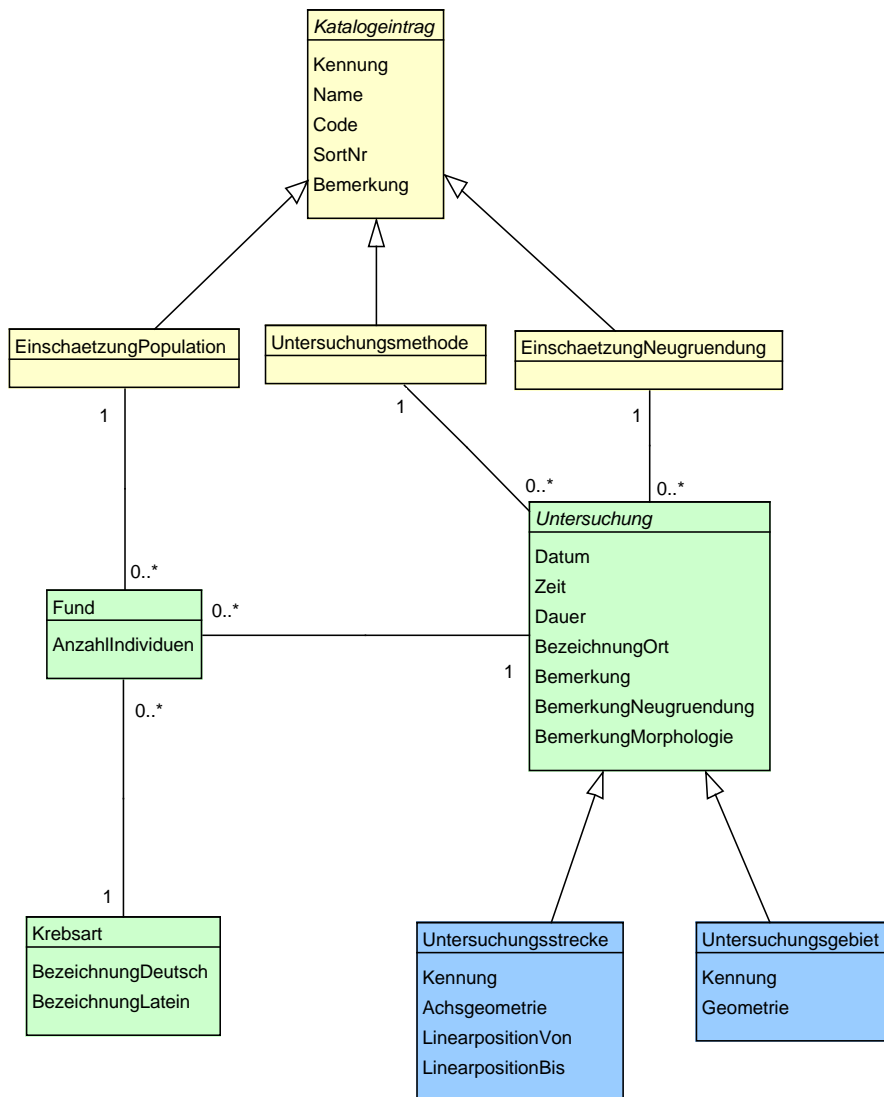 Katalogeintrag
Kennung
Name
Code
SortNr
Bemerkung
EinschaetzungPopulation
Untersuchungsmethode
EinschaetzungNeugruendung
1
1
1
0..*
0..*
0..*
Untersuchung
Datum
Zeit
Dauer
BezeichnungOrt
Bemerkung
BemerkungNeugruendung
BemerkungMorphologie
Fund
AnzahlIndividuen
0..*
1
0..*
1
Krebsart
BezeichnungDeutsch
BezeichnungLatein
Untersuchungsstrecke
Kennung
Achsgeometrie
LinearpositionVon
LinearpositionBis
Untersuchungsgebiet
Kennung
Geometrie